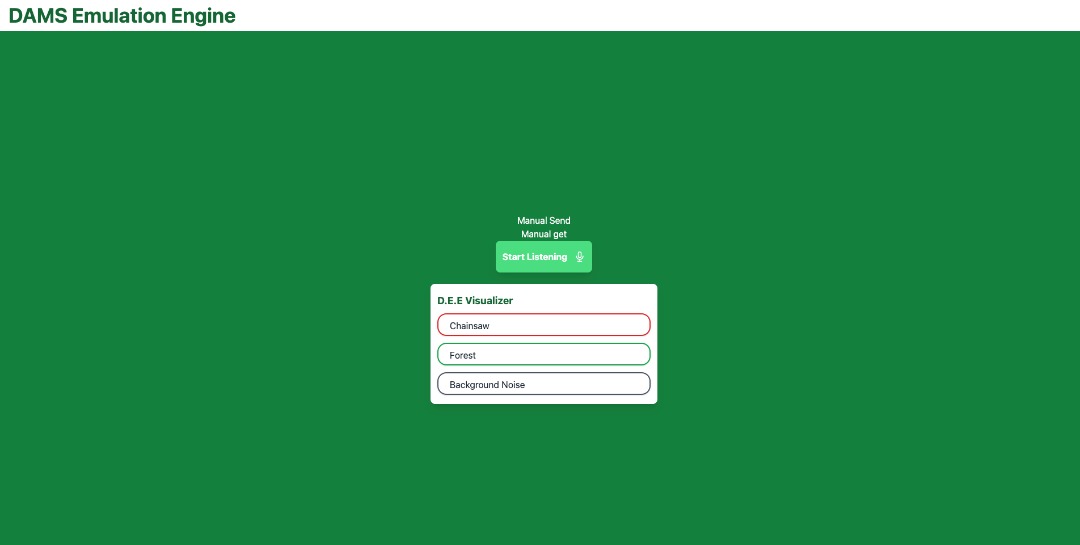 DAMS Emulation Engine
Manual Send
Manual get
Start Listening
D.E.E Visualizer
Chainsaw
Forest
Background Noise